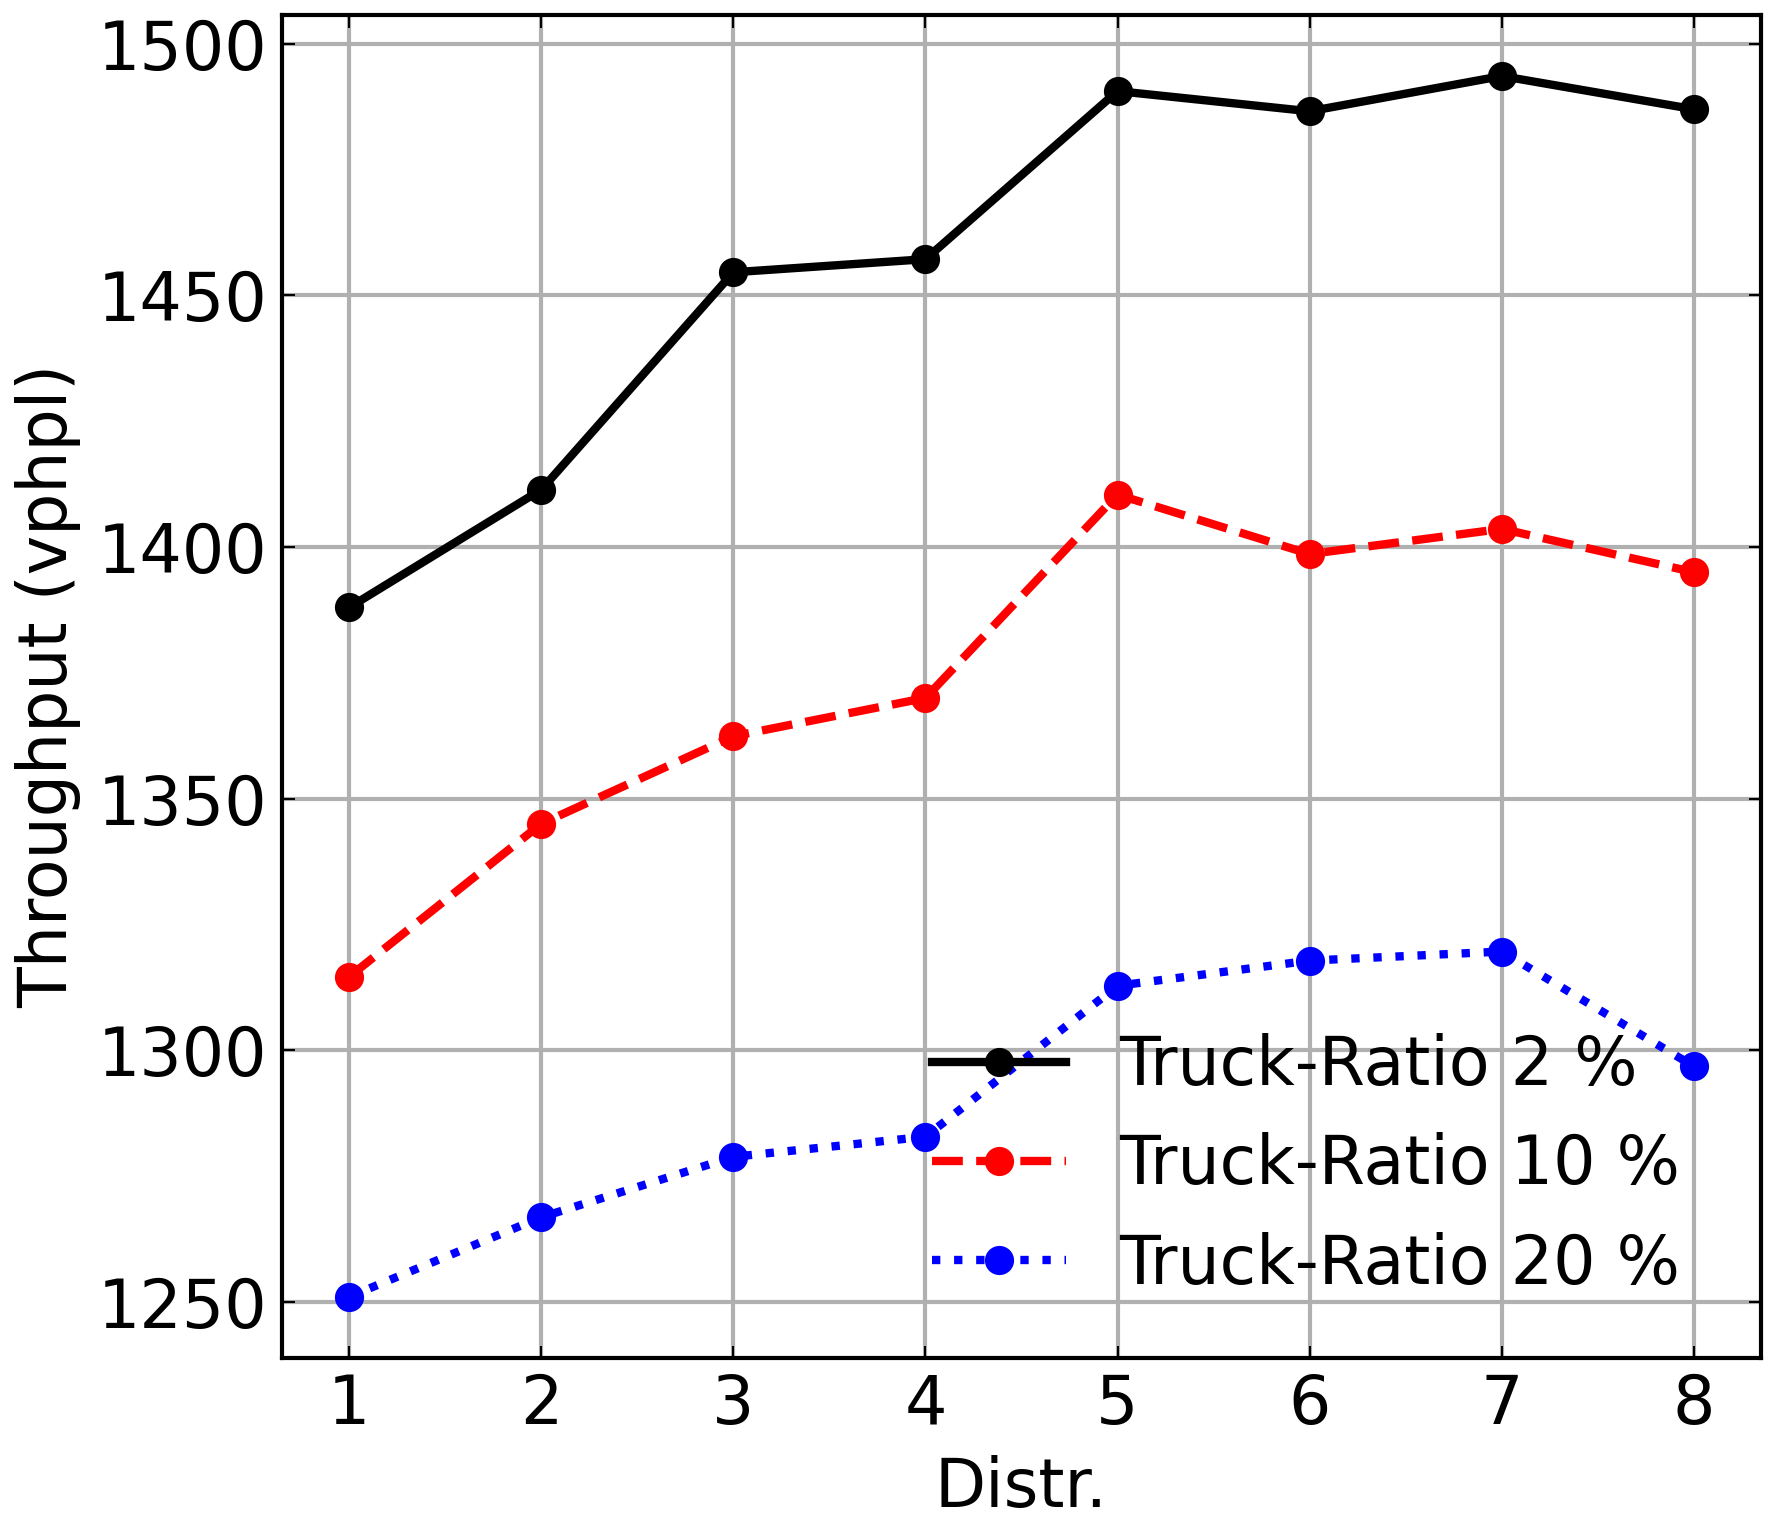 1500
1450
1400
1350
1300
1250
Throughput (vphpl)
Truck-Ratio 2 %
Truck-Ratio 10 %
Truck-Ratio 20 %
1 2 3 4 5 6 7 8
Distr.